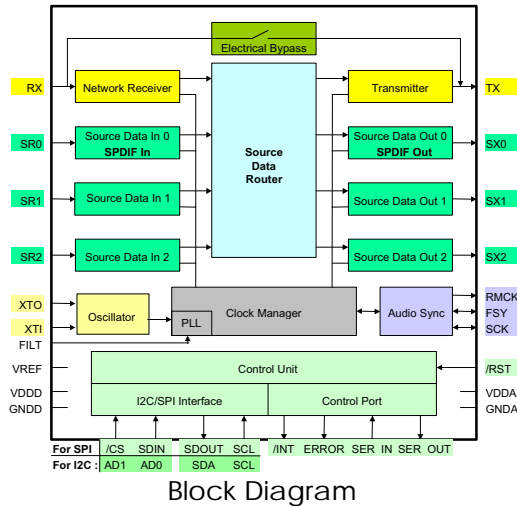 Electrical Bypass
RX
Network Receiver
Transmitter
TX
SR0
Source Data In 0
SPDIF In
Source
Data
Router
Source Data Out 0
SPDIF Out
SX0
SR1
Source Data In 1
Source Data Out 1
SX1
SR2
Source Data In 2
Source Data Out 2
SX2
XTO
XTI
FILT
Oscillator
PLL
Clock Manager
Audio Sync
RMCK
FSY
SCK
VREF
VDDD
GNDD
Control Unit
I2C/SPI Interface
Control Port
/RST
VDDA
GNDA
For SPI /CS SDIN SDOUT SCL /INT ERROR SER IN SER OUT
For I2C : AD1 AD0 SDA SCL
Block Diagram